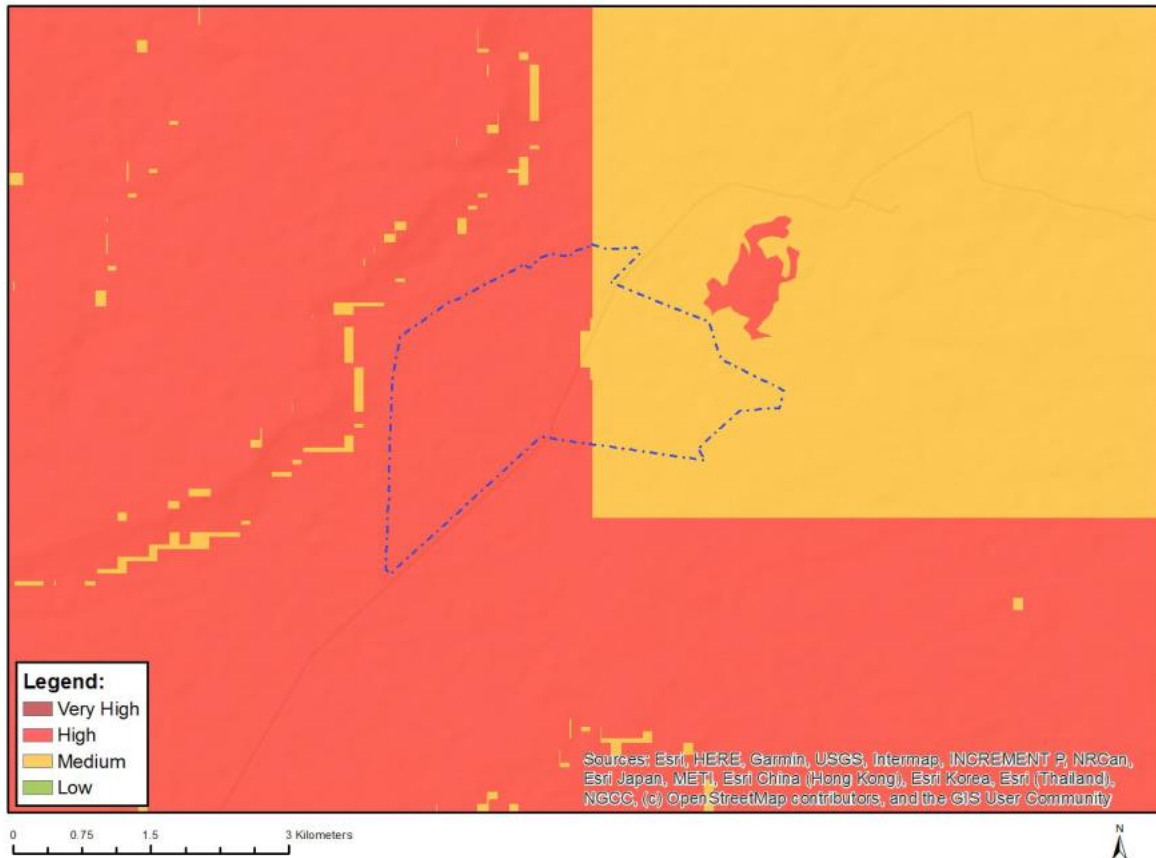 Legend:
Very High
High
Medium
Low
Sources: Esri, HERE, Garmin, USGS, Intermap, INCREMENT P, NRCan,
Esri Japan, METI, Esri China (Hong Kong), Esri Korea, Esri (Thailand),
NGCC, (c) OpenStreetMap contributors, and the GIS User Community
0 0.75 1.5 3 Kilometers
N